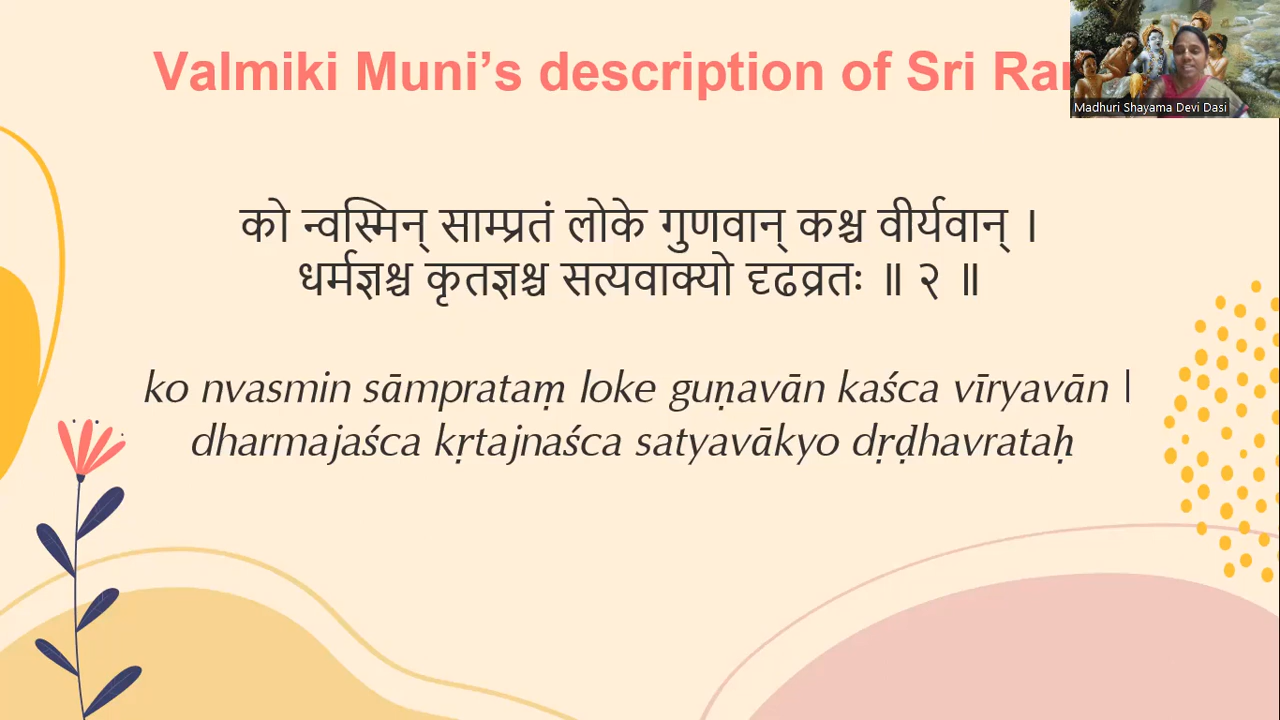 Valmiki Muni’s description of Sri
Madhuri Shayama Devi Dasi
को न्वस्मिन् साम्प्रतं लोके गुणवान् कश्च वीर्यवान् ।
धर्मज्ञश्च कृतज्ञश्च सत्यवाक्यो दृढव्रतः ॥ २ ॥
ko nvasmin sāmprataṃ loke guṇavān kaśca vīryavān |
dharmajaśca kṛtajnaśca satyavākyo dṛḍhavrataḥ